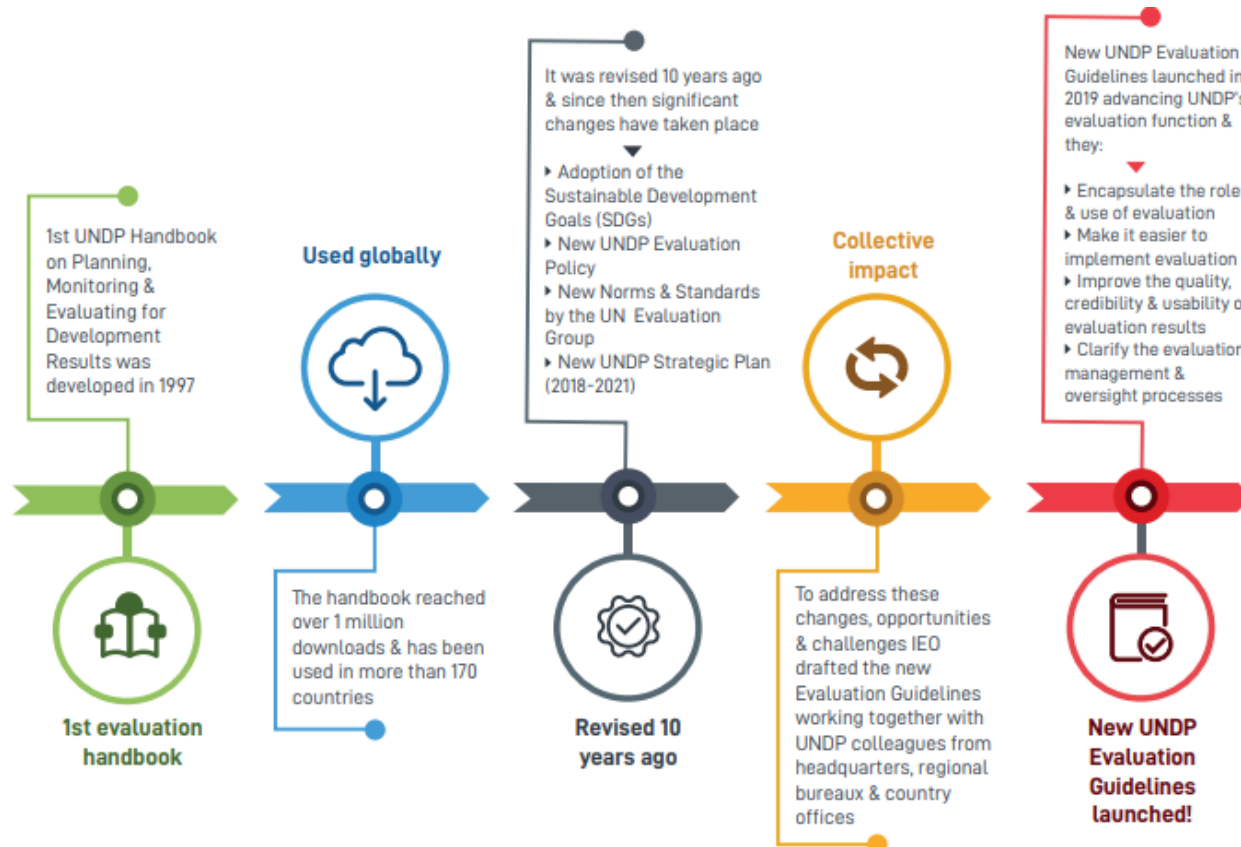 1st UNDP Handbook
on Planning,
Monitoring &
Evaluating for
Development
Results was
developed in 1997
1st evaluation
handbook
Used globally
The handbook reached
over 1 million
downloads & has been
used in more than 170
countries
It was revised 10 years ago
& since then significant
changes have taken place
▸ Adoption of the
Sustainable Development
Goals (SDGs)
▸ New UNDP Evaluation
Policy
▸ New Norms & Standards
by the UN Evaluation
Group
▸ New UNDP Strategic Plan
(2018-2021)
Revised 10
years ago
Collective
impact
To address these
changes, opportunities
& challenges IEO
drafted the new
Evaluation Guidelines
working together with
UNDP colleagues from
headquarters, regional
bureaux & country
offices
New UNDP Evaluation
Guidelines launched in
2019 advancing UNDP's
evaluation function &
they:
▸ Encapsulate the role
& use of evaluation
▸ Make it easier to
implement evaluation
▸ Improve the quality,
credibility & usability o
evaluation results
▸ Clarify the evaluation
management &
oversight processes
New UNDP
Evaluation
Guidelines
launched!